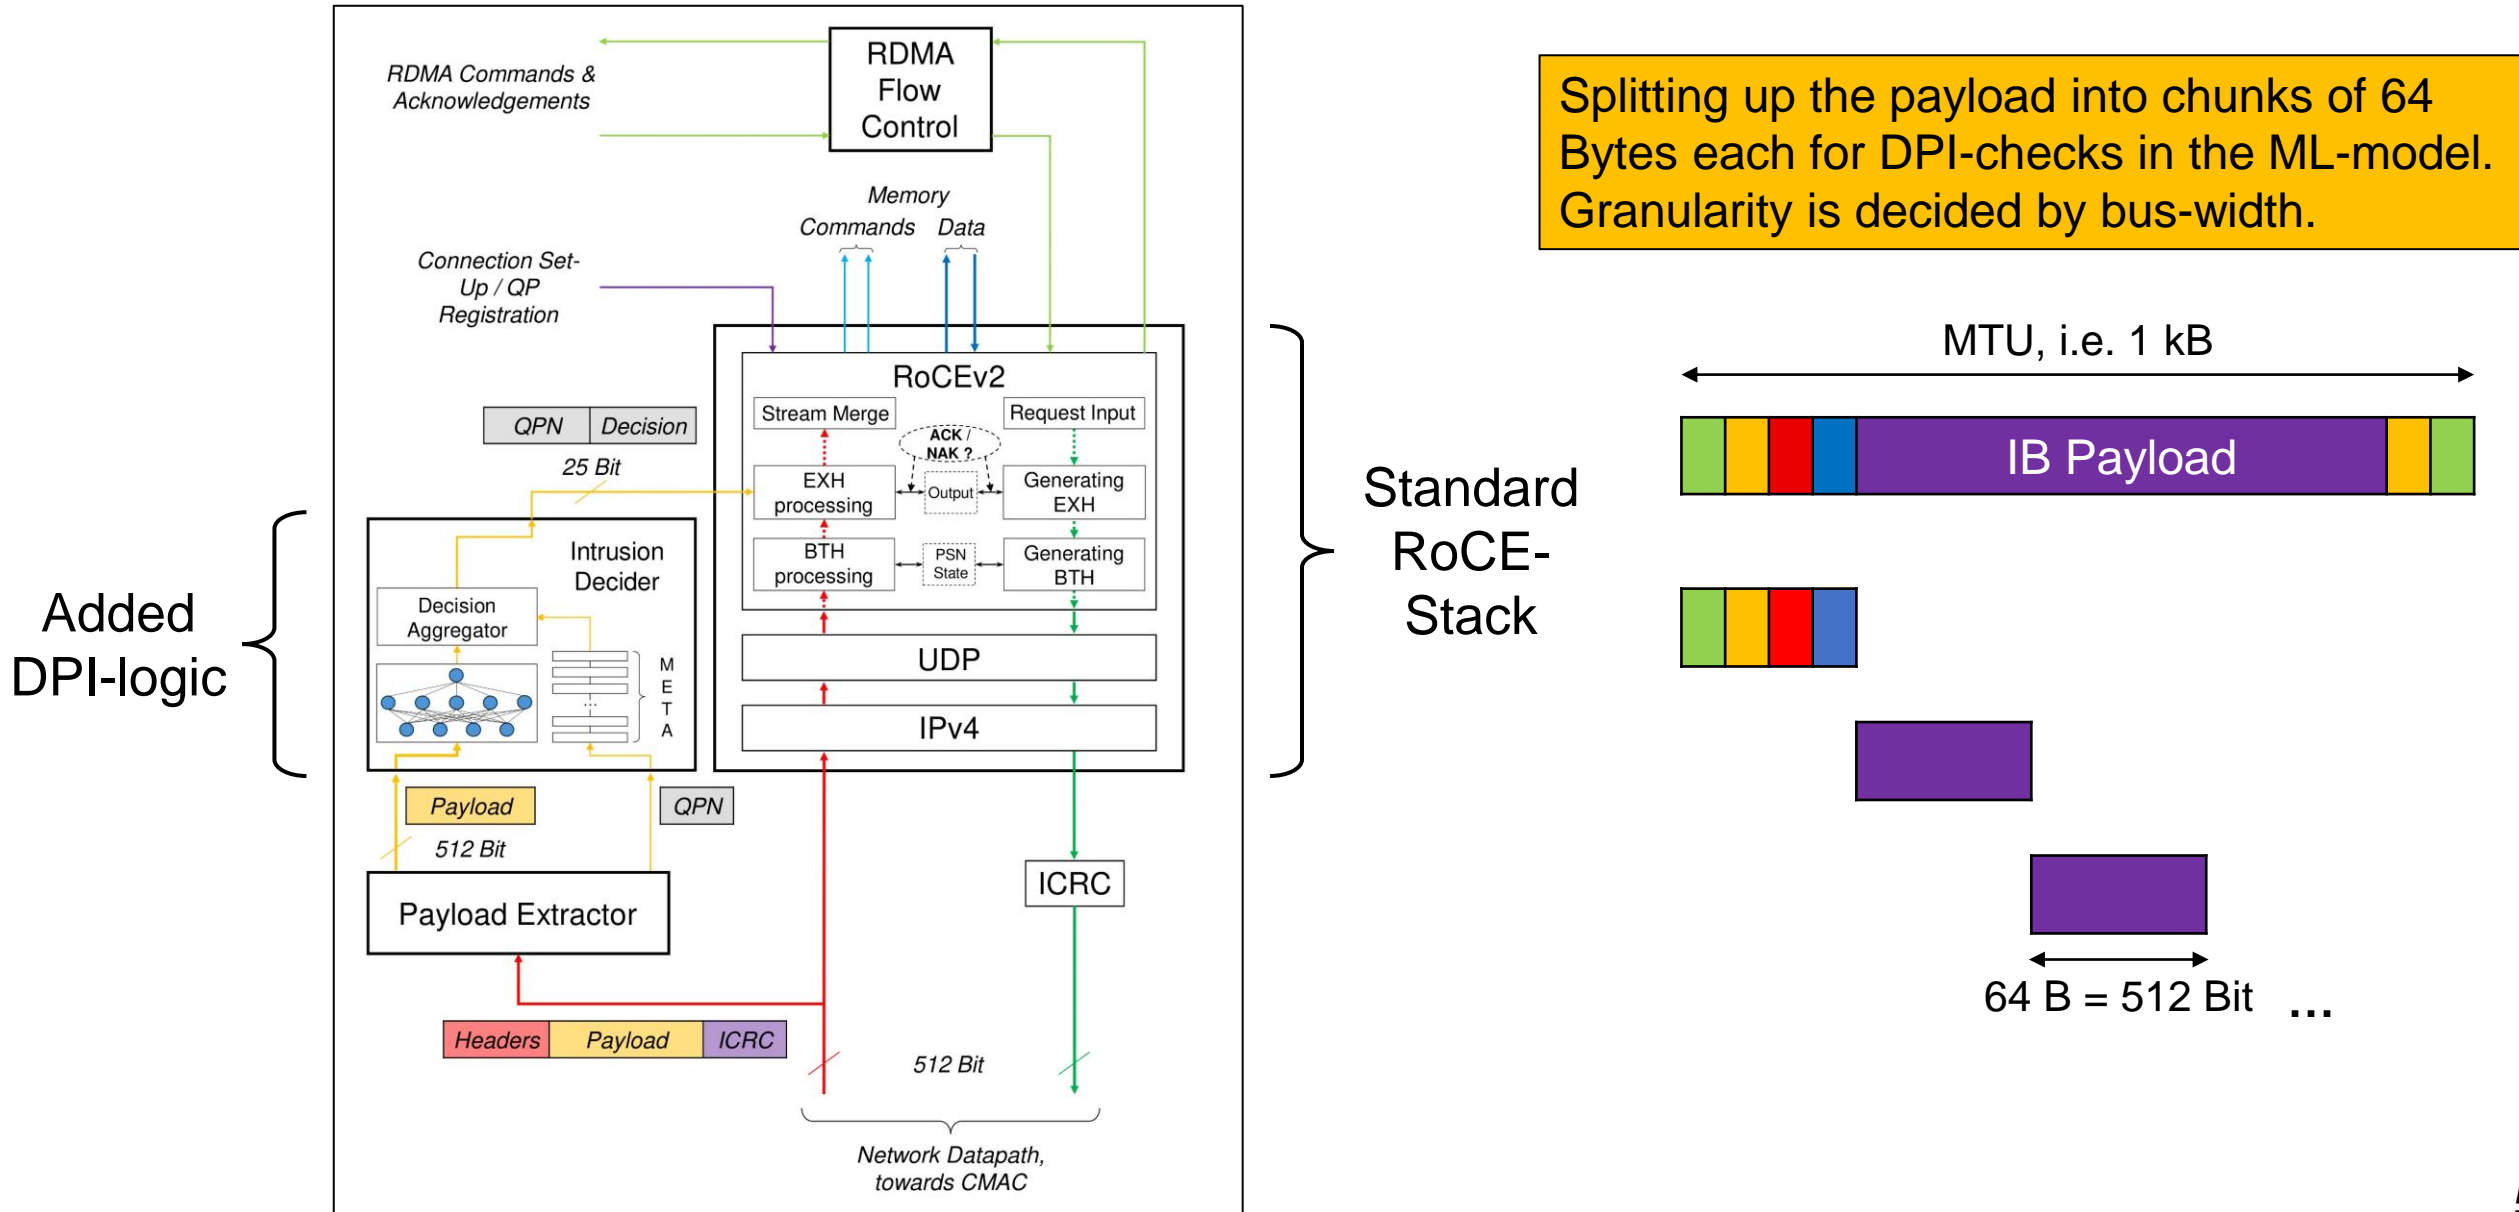 RDMA
Flow
Control
RDMA Commands &
Acknowledgements
Memory
Commands Data
Connection Set-
Up / QP
Registration
QPN Decision
25 Bit
RoCEv2
Stream Merge
Request Input
ACK /
NAK ?
EXH
processing
Output
Generating
EXH
BTH
processing
PSN
State
Generating
BTH
UDP
IPv4
Intrusion
Decider
Decision
Aggregator
...
M
E
T
A
Payload
QPN
512 Bit
Payload Extractor
ICRC
Headers Payload ICRC
512 Bit
Network Datapath,
towards CMAC
Added
DPI-logic
Standard
RoCE-
Stack
Splitting up the payload into chunks of 64
Bytes each for DPI-checks in the ML-model.
Granularity is decided by bus-width.
MTU, i.e. 1 kB
IB Payload
64 B = 512 Bit ...